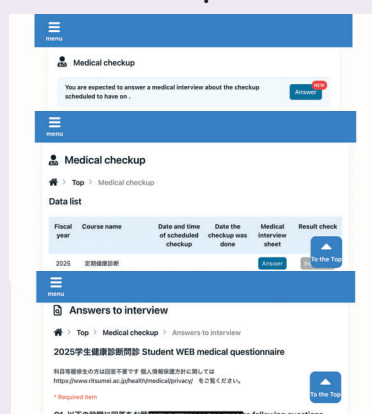 menu
Medical checkup
You are expected to answer a medical interview about the checkup
scheduled to have on .
NEW
Answer
menu
Medical checkup
> Top > Medical checkup
Data list
Fiscal year Course name Date and time of scheduled checkup Date the checkup was done Medical interview sheet Result check
2025 定期健康診断 Answer
To the Top
menu
Answers to interview
> Top > Medical checkup > Answers to interview
2025学生健康診断問診 Student WEB medical questionnaire
科目等履修生の方は回答不要です 個人情報保護方針に関しては
https://www.ritsumei.ac.jp/health/medical/privacy/ をご覧ください。
* Required item
To the Top
following questions